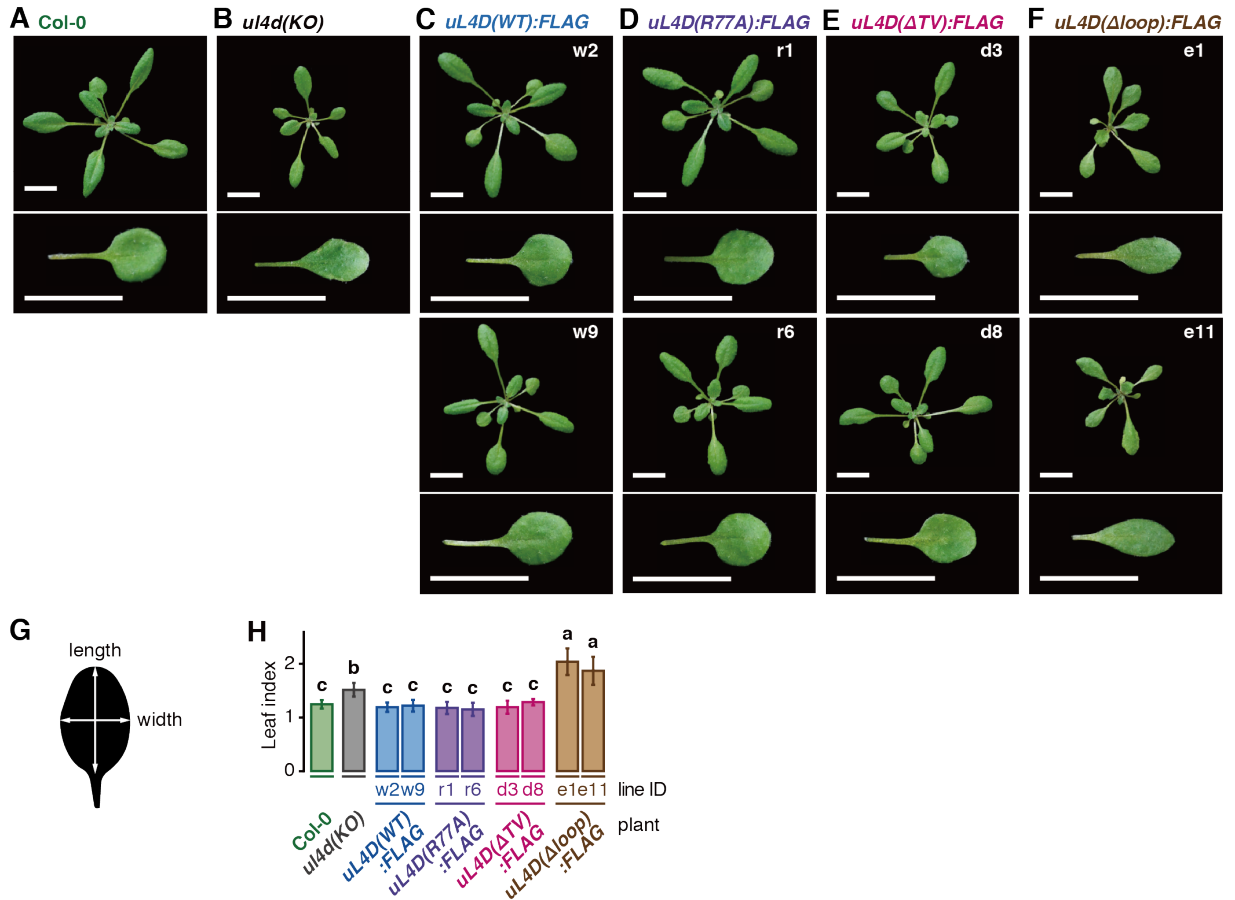 A Col-0
B ul4d(KO)
C uL4D(WT):FLAG
D uL4D(R77A):FLAG
E uL4D(ΔTV):FLAG
F uL4D(Δloop):FLAG
w2
r1
d3
e1
w9
r6
d8
e11
G
length
width
H
Leaf index
2
1
0
c
b
c
c
c
c
c
c
a
a
w2 w9
r1 r6
d3 d8
e1 e11
line ID
Col-0
ul4d(KO)
uL4D(WT)
:FLAG
uL4D(R77A)
:FLAG
uL4D(ΔTV)
:FLAG
uL4D(Δloop)
:FLAG
plant